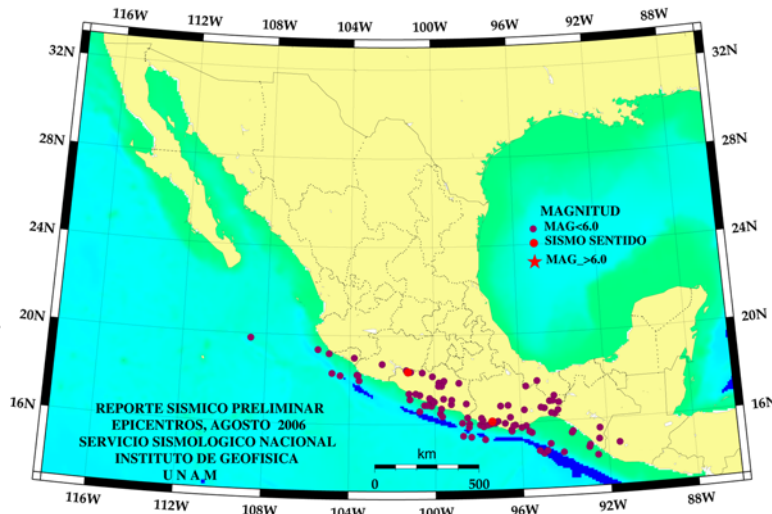 116W 112W 108W 104W 100W 96W 92W 88W
32N 32N
28N 28N
24N 24N
20N 20N
16N 16N
MAGNITUD
MAG<6.0
SISMO SENTIDO
MAG_>6.0
REPORTE SISMICO PRELIMINAR
EPICENTROS, AGOSTO 2006
SERVICIO SISMOLOGICO NACIONAL
INSTITUTO DE GEOFISICA
U N A M
km
0 500
116W 112W 108W 104W 100W 96W 92W 88W